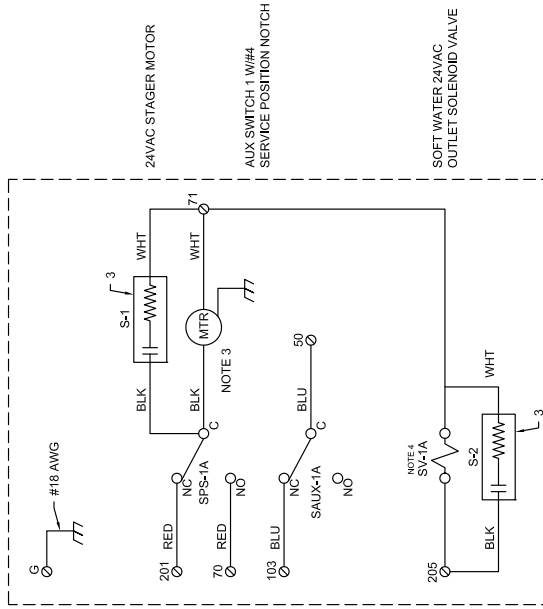 G
#18 AWG
3
S-1
24VAC STAGER MOTOR
BLK
WHT
201
RED
NC
C
BLK
MTR
WHT
71
SPS-1A
NOTE 3
70
RED
NO
AUX SWITCH 1 W/#4
SERVICE POSITION NOTCH
103
BLU
NC
C
BLU
50
SAUX-1A
NO
NOTE 4
SV-1A
SOFT WATER 24VAC
OUTLET SOLENOID VALVE
205
S-2
BLK
WHT
3